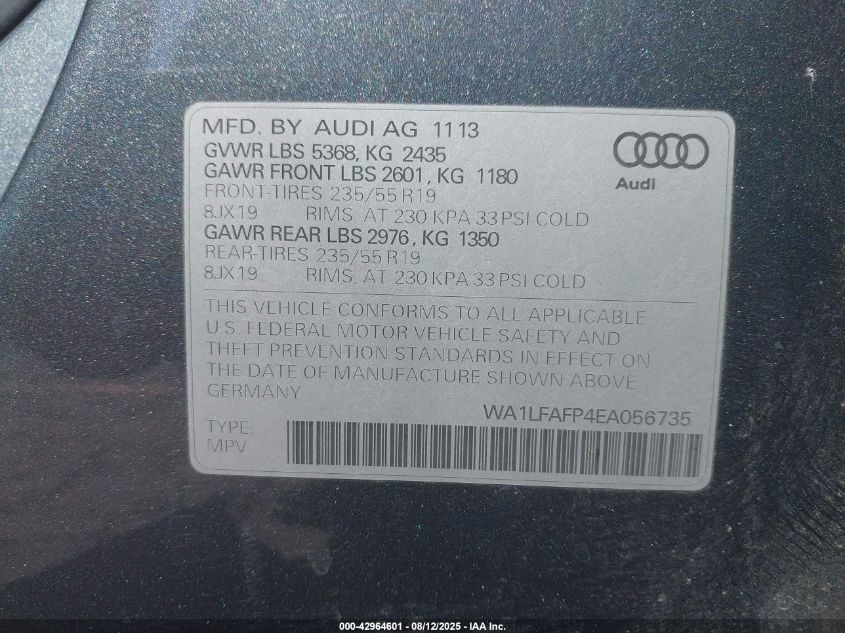 MFD. BY AUDI AG 11 13
GVWR LBS 5368, KG 2435
GAWR FRONT LBS 2601, KG 1180
FRONT-TIRES 235/55 R19
8JX19 RIMS, AT 230 KPA 33 PSI COLD
GAWR REAR LBS 2976, KG 1350
REAR-TIRES 235/55 R19
8JX19 RIMS, AT 230 KPA 33 PSI COLD
Audi
THIS VEHICLE CONFORMS TO ALL APPLICABLE
U.S. FEDERAL MOTOR VEHICLE SAFETY AND
THEFT PREVENTION STANDARDS IN EFFECT ON
THE DATE OF MANUFACTURE SHOWN ABOVE
GERMANY
WA1LFAFP4EA056735
TYPE:
MPV
000-42964601 - 08/12/2025 - IAA Inc.